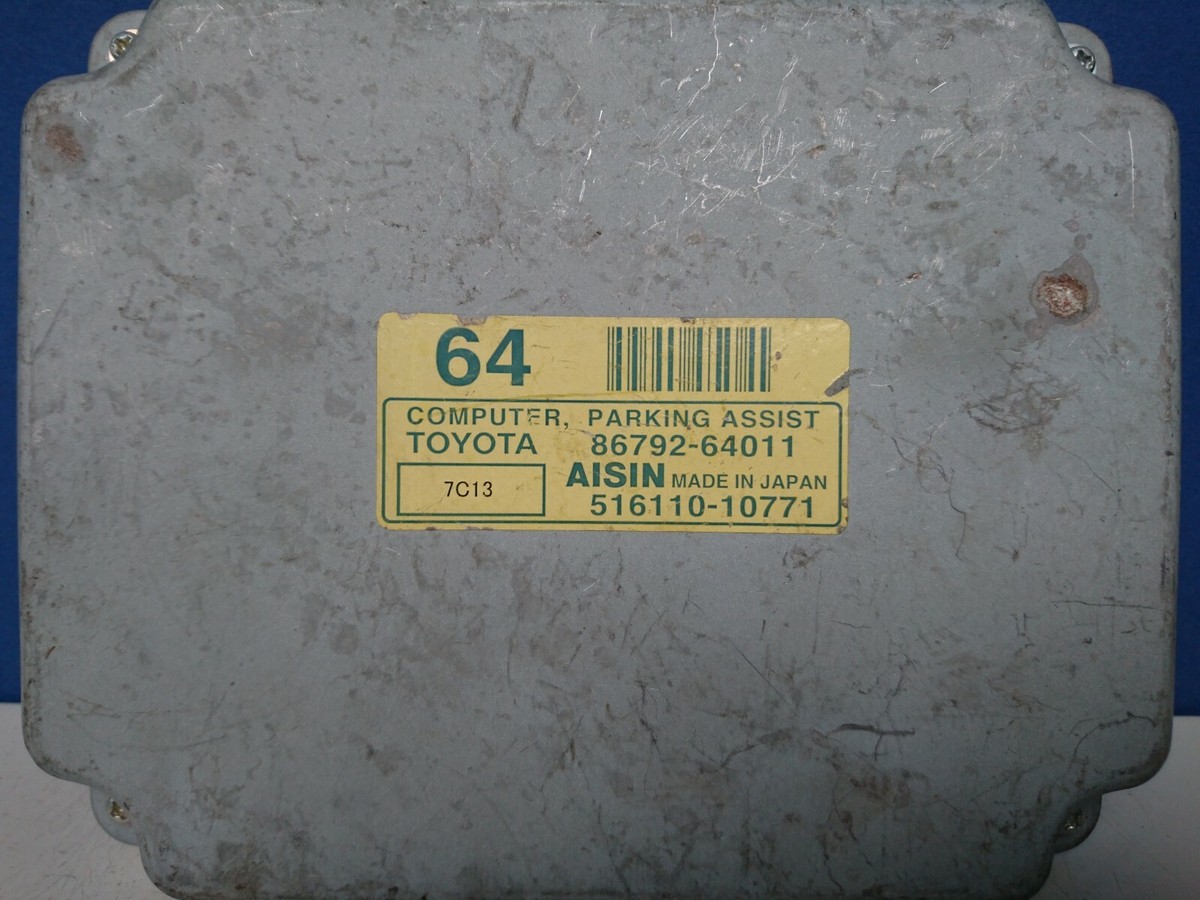 64
COMPUTER, PARKING ASSIST
TOYOTA 86792-64011
7C13 AISIN MADE IN JAPAN
516110-10771